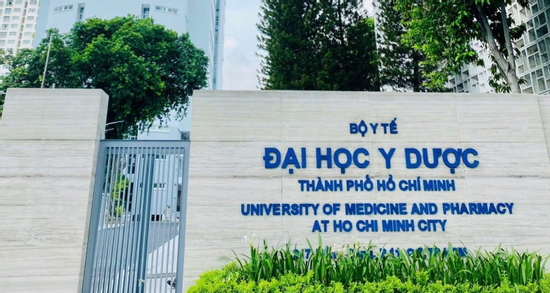 BỘ Y TẾ
ĐẠI HỌC Y DƯỢC
THÀNH PHỐ HỒ CHÍ MINH
UNIVERSITY OF MEDICINE AND PHARMACY
AT HO CHI MINH CITY